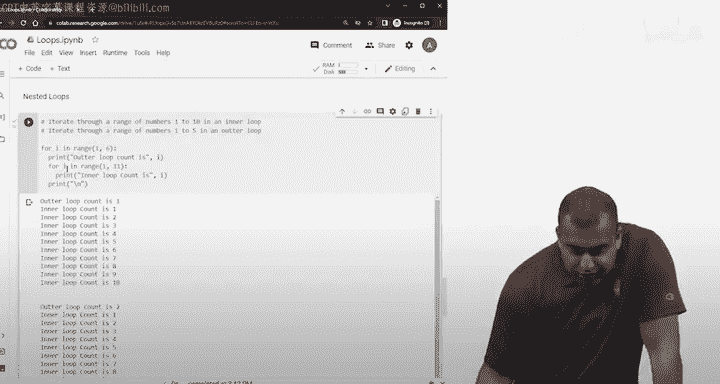 Loops.ipynb
Comment
Share
A
File Edit View Insert Runtime Tools Help
+ Code + Text
RAM
Disk
Editing
Nested Loops
# Iterate through a range of numbers 1 to 10 in an inner loop
# Iterate through a range of numbers 1 to 5 in an outer loop
for i in range(1, 6):
print("Outer loop count is", i)
for i in range(1, 11):
print("Inner loop Count is", i)
print("\n")
Outer loop count is 1
Inner loop Count is 1
Inner loop Count is 2
Inner loop Count is 3
Inner loop Count is 4
Inner loop Count is 5
Inner loop Count is 6
Inner loop Count is 7
Inner loop Count is 8
Inner loop Count is 9
Inner loop Count is 10
Outer loop count is 2
Inner loop Count is 1
Inner loop Count is 2
Inner loop Count is 3
Inner loop Count is 4
Inner loop Count is 5
Inner loop Count is 6
Inner loop Count is 7
Inner loop Count is 8